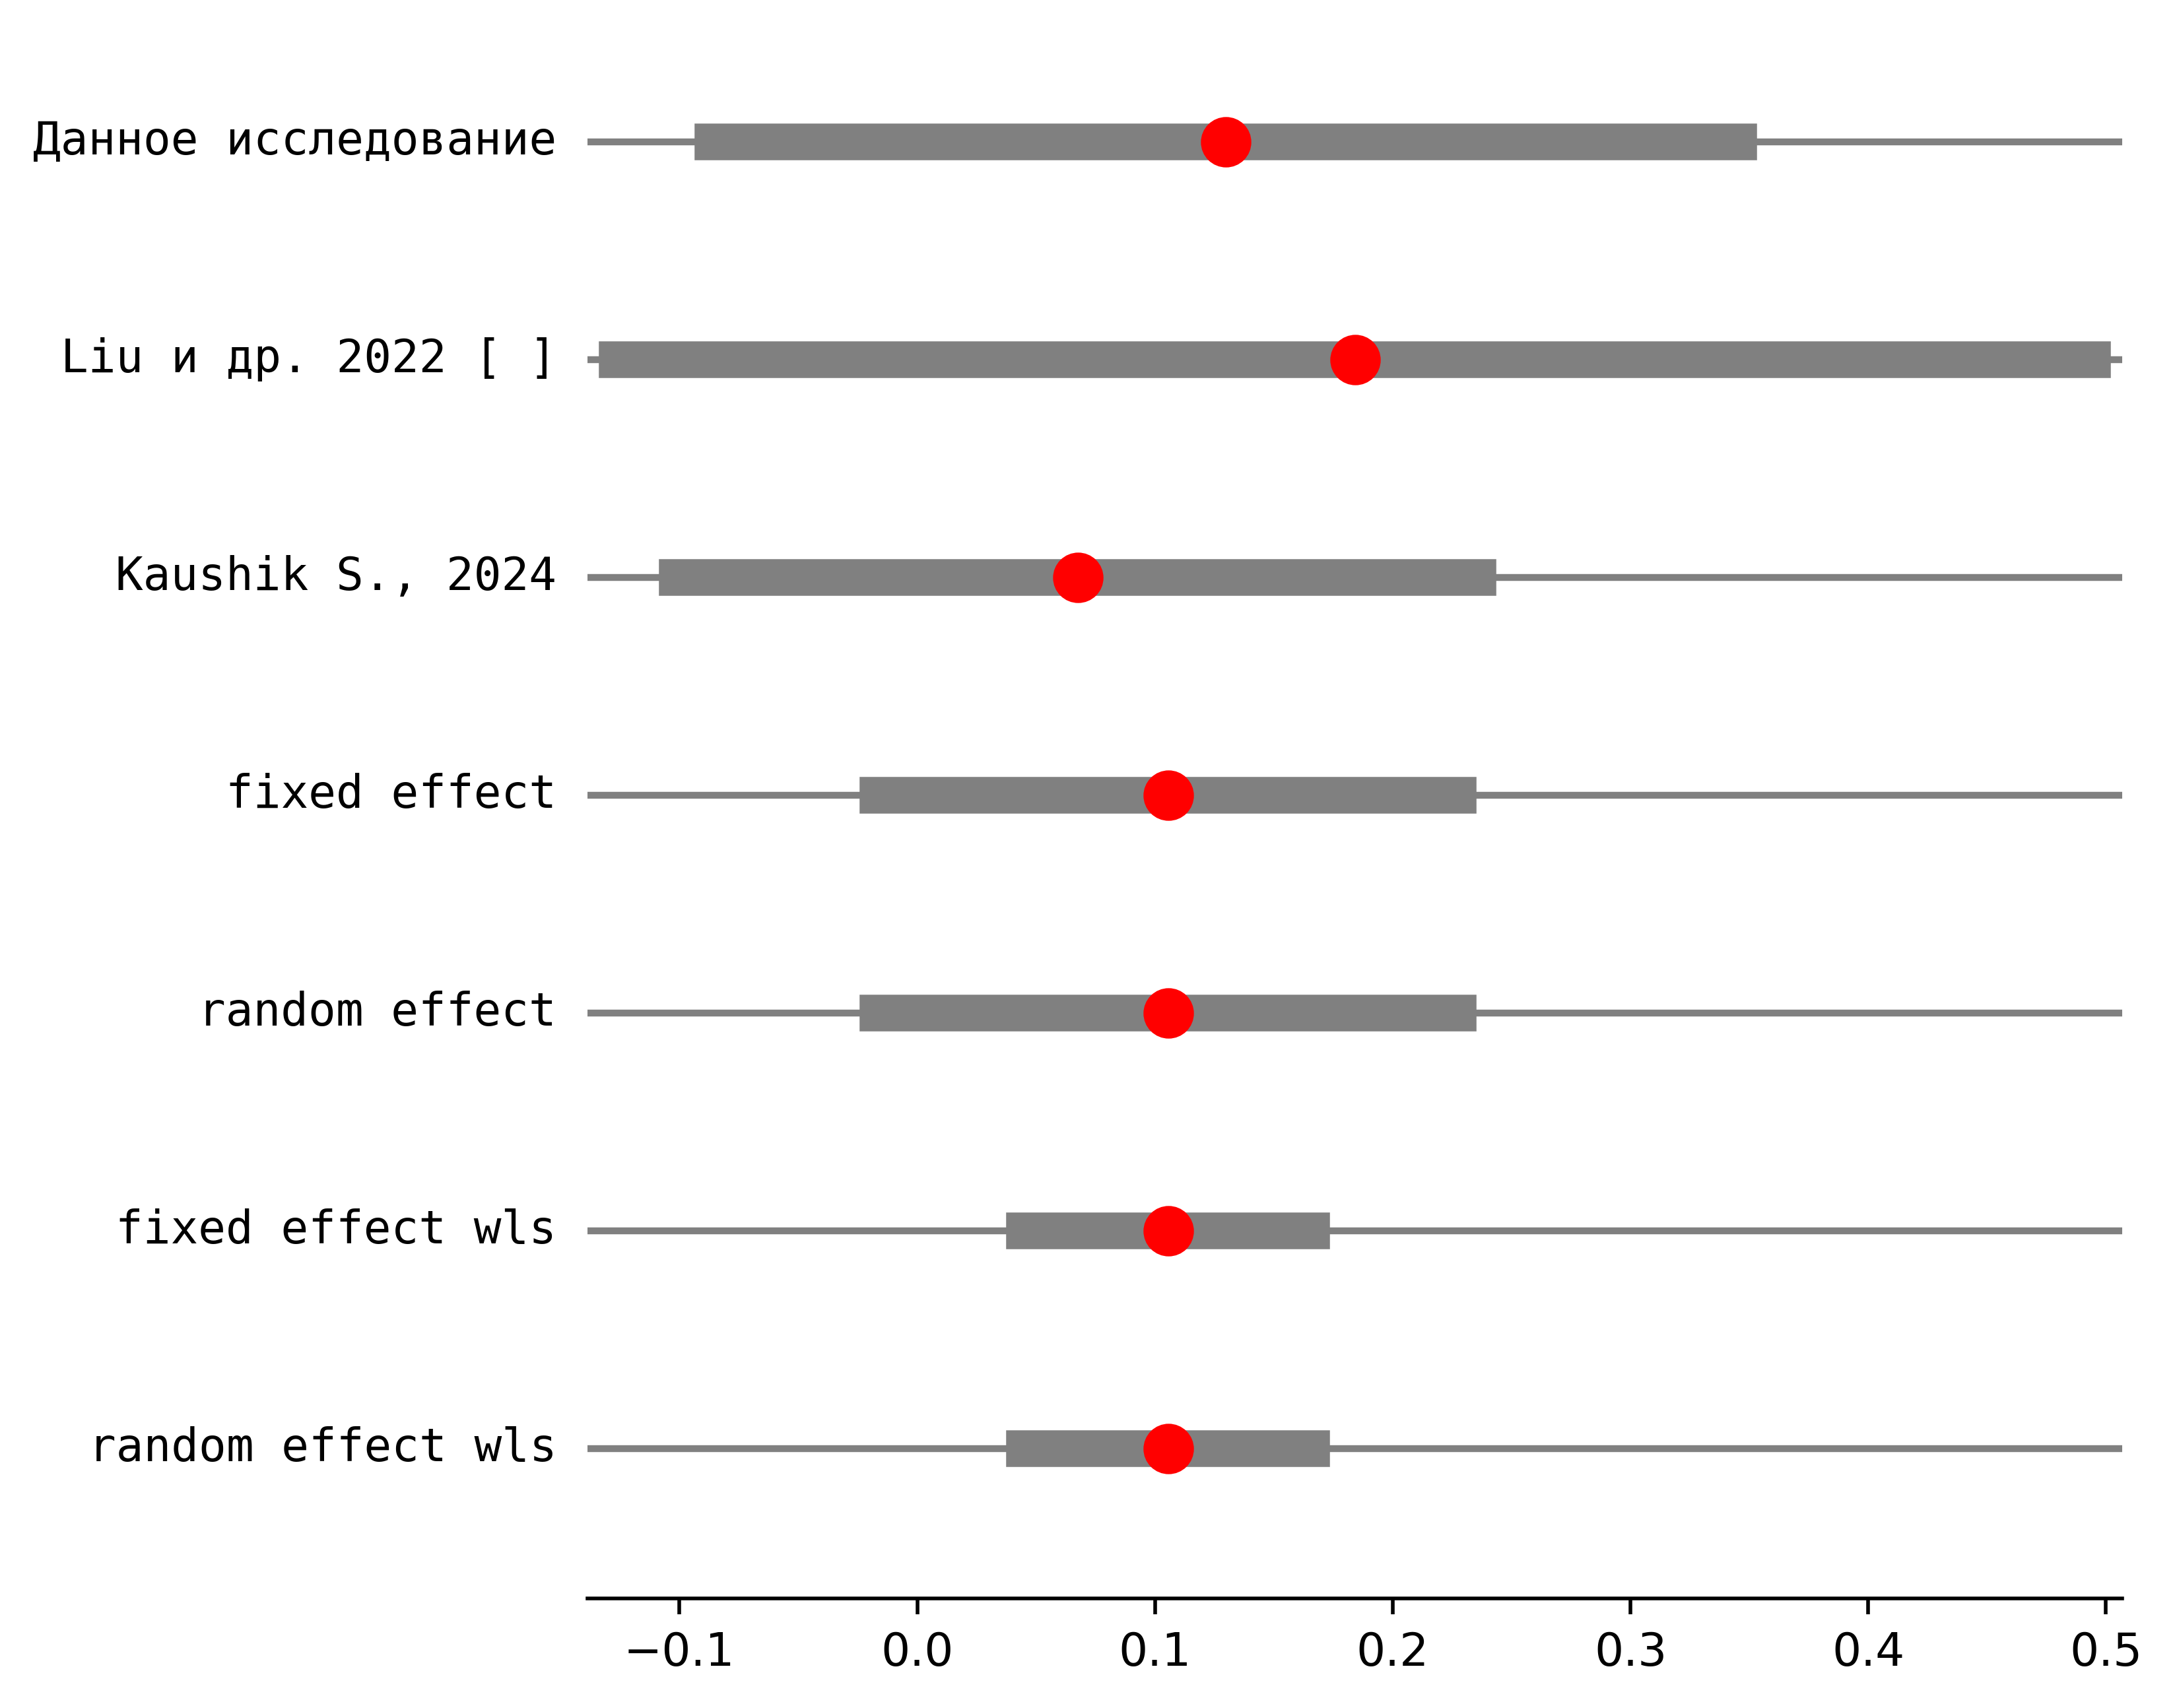 Данное исследование
Liu и др. 2022 [ ]
Kaushik S., 2024
fixed effect
random effect
fixed effect wls
random effect wls
−0.1 0.0 0.1 0.2 0.3 0.4 0.5